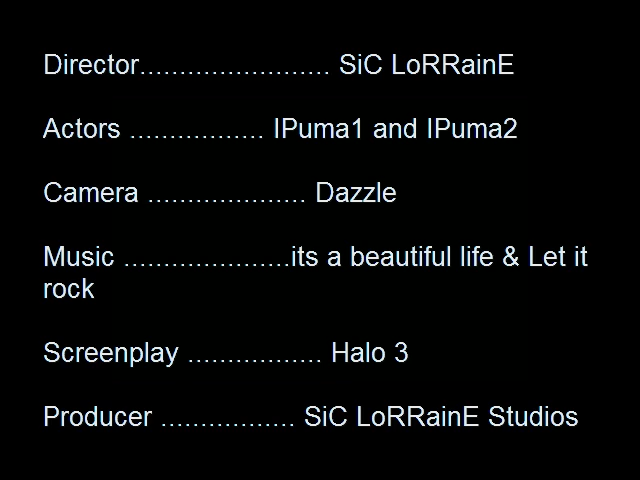 Director........................ SiC LoRRainE
Actors ................. IPuma1 and IPuma2
Camera .................... Dazzle
Music .....................its a beautiful life & Let it
rock
Screenplay ................. Halo 3
Producer ................. SiC LoRRainE Studios